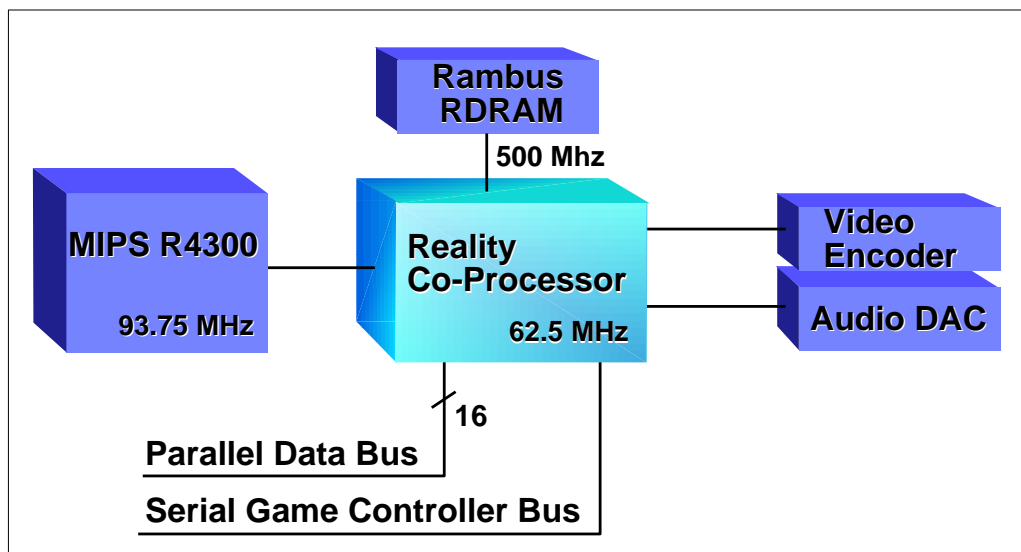 Rambus
RDRAM
500 Mhz
MIPS R4300
93.75 MHz
Reality
Co-Processor
62.5 MHz
Video
Encoder
Audio DAC
16
Parallel Data Bus
Serial Game Controller Bus